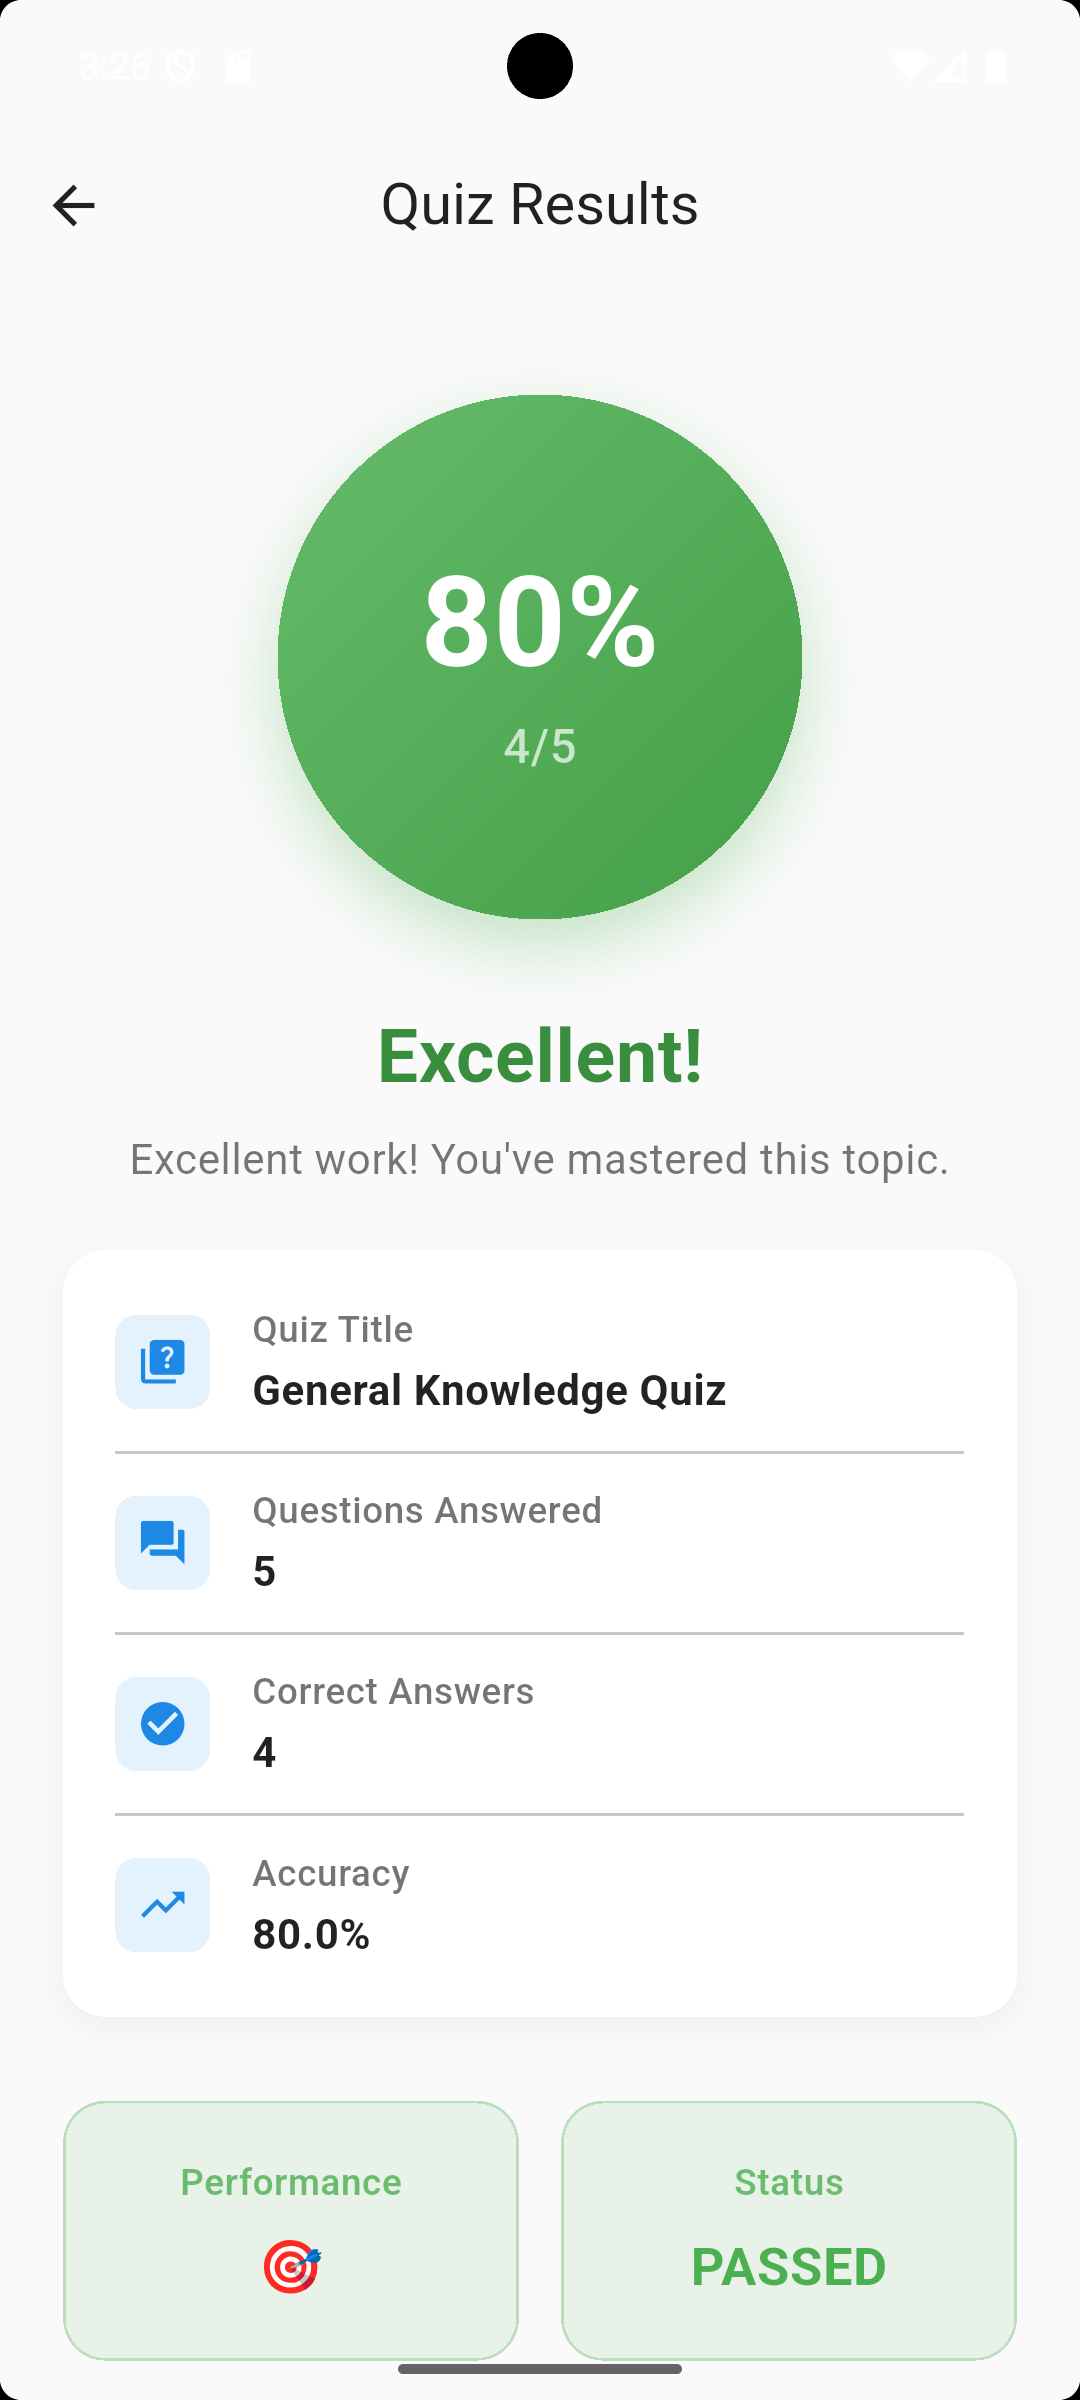 3:26
Quiz Results
80%
4/5
Excellent!
Excellent work! You've mastered this topic.
Quiz Title
General Knowledge Quiz
Questions Answered
5
Correct Answers
4
Accuracy
80.0%
Performance
Status
🎯
PASSED